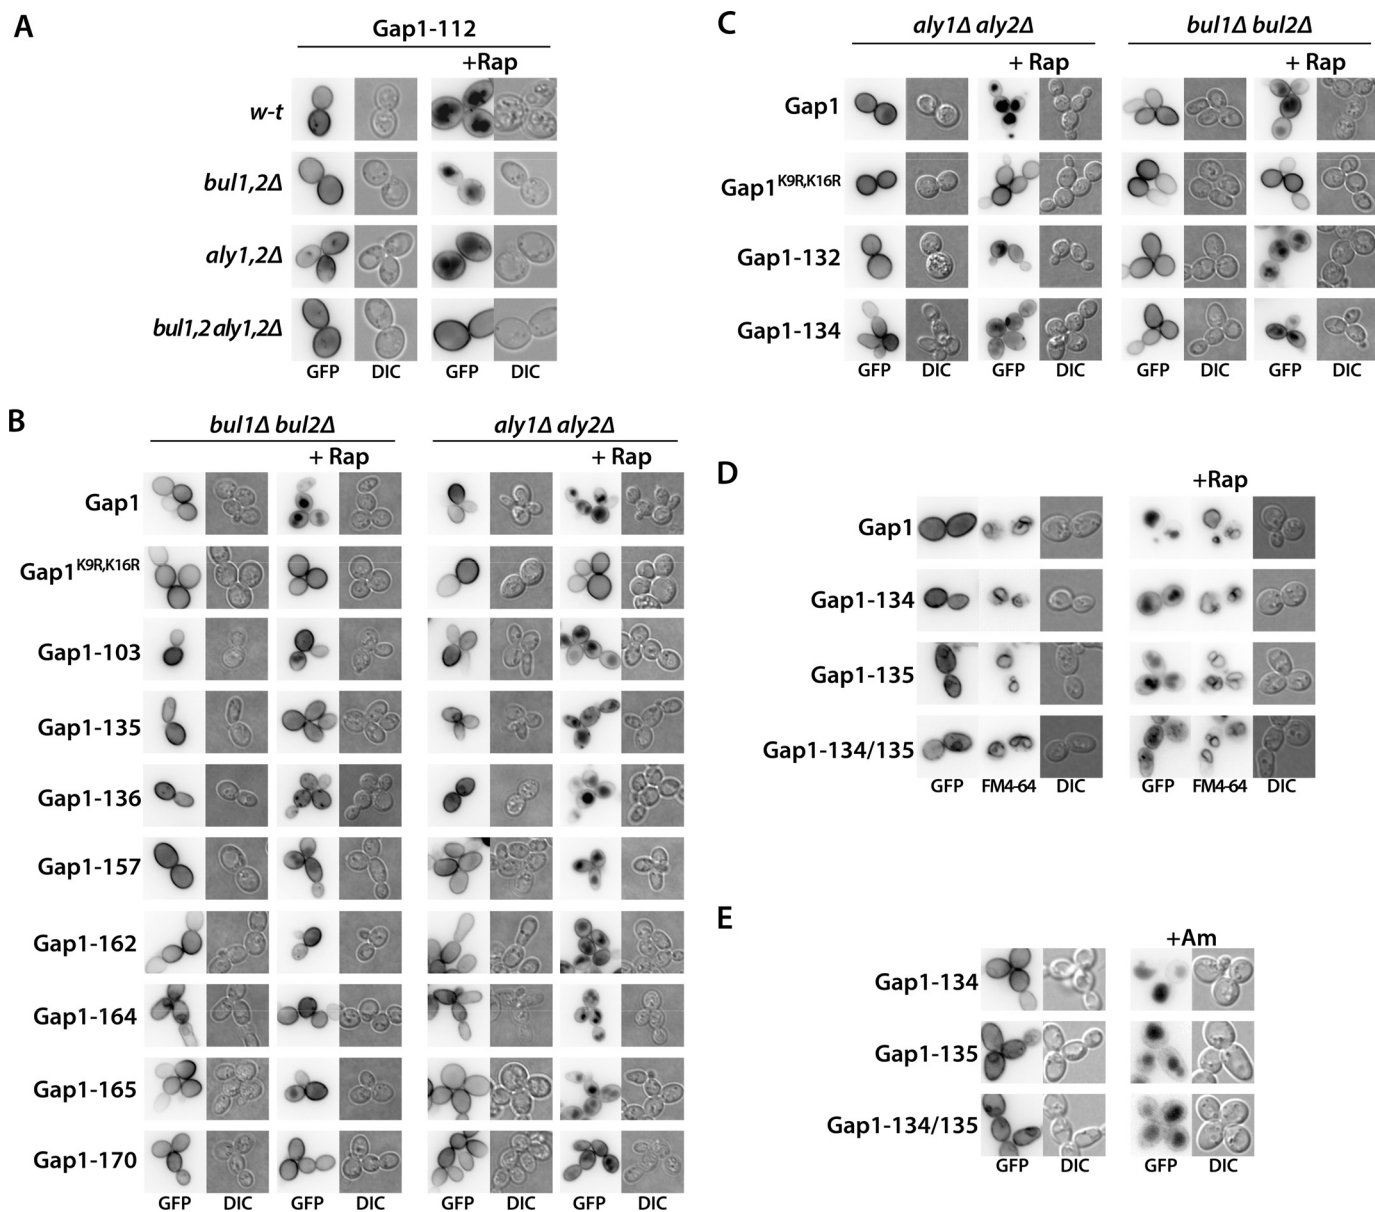 A
Gap1-112
+Rap
w-t
bul1,2Δ
aly1,2Δ
bul1,2 aly1,2Δ
GFP DIC GFP DIC
B
bul1Δ bul2Δ aly1Δ aly2Δ
+ Rap + Rap
Gap1
Gap1K9R,K16R
Gap1-103
Gap1-135
Gap1-136
Gap1-157
Gap1-162
Gap1-164
Gap1-165
Gap1-170
GFP DIC GFP DIC GFP DIC GFP DIC
C
aly1Δ aly2Δ bul1Δ bul2Δ
+ Rap + Rap
Gap1
Gap1K9R,K16R
Gap1-132
Gap1-134
GFP DIC GFP DIC GFP DIC GFP DIC
D
+Rap
Gap1
Gap1-134
Gap1-135
Gap1-134/135
GFP FM4-64 DIC GFP FM4-64 DIC
E
+Am
Gap1-134
Gap1-135
Gap1-134/135
GFP DIC GFP DIC